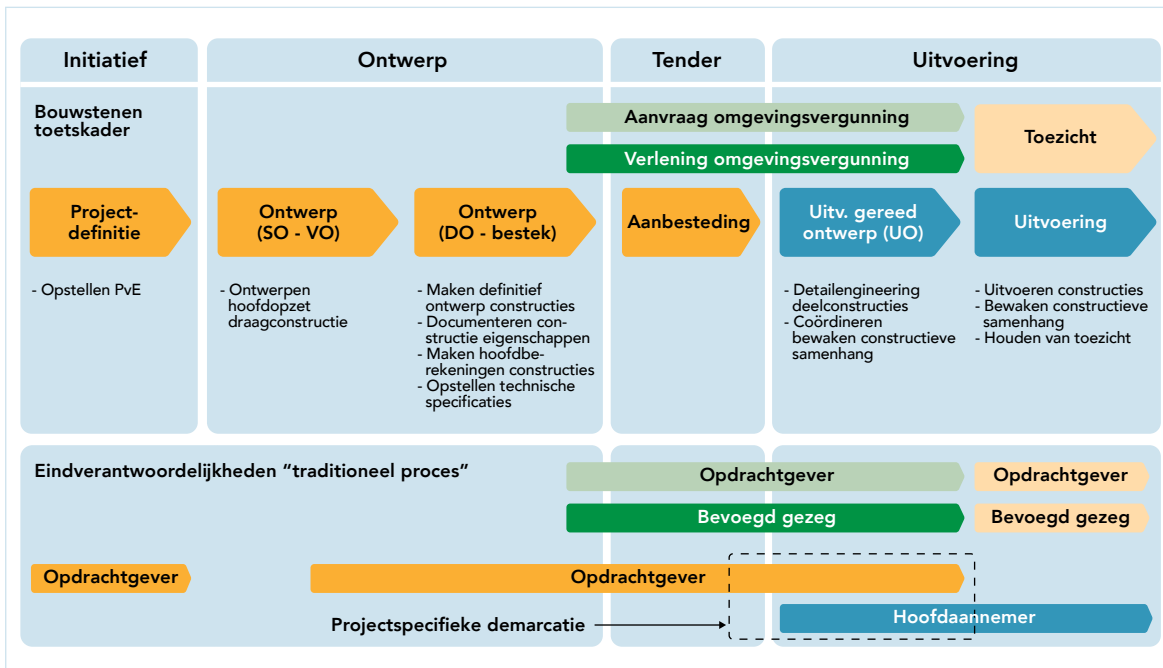 Initiatief
Ontwerp
Tender
Uitvoering
Bouwstenen
toetskader
Aanvraag omgevingsvergunning
Verlening omgevingsvergunning
Toezicht
Project-
definitie
Ontwerp
(SO - VO)
Ontwerp
(DO - bestek)
Aanbesteding
Uitv. gereed
ontwerp (UO)
Uitvoering
- Opstellen PvE
- Ontwerpen
hoofdopzet
draagconstructie
- Maken definitief
ontwerp constructies
- Documenteren con-
structie eigenschappen
- Maken hoofdbe-
rekeningen constructies
- Opstellen technische
specificaties
- Detailengineering
deelconstructies
- Coördineren
bewaken constructieve
samenhang
- Uitvoeren constructies
- Bewaken constructieve
samenhang
- Houden van toezicht
Eindverantwoordelijkheden “traditioneel proces”
Opdrachtgever
Opdrachtgever
Bevoegd gezeg
Bevoegd gezeg
Opdrachtgever
Opdrachtgever
Projectspecifieke demarcatie
Hoofdaannemer